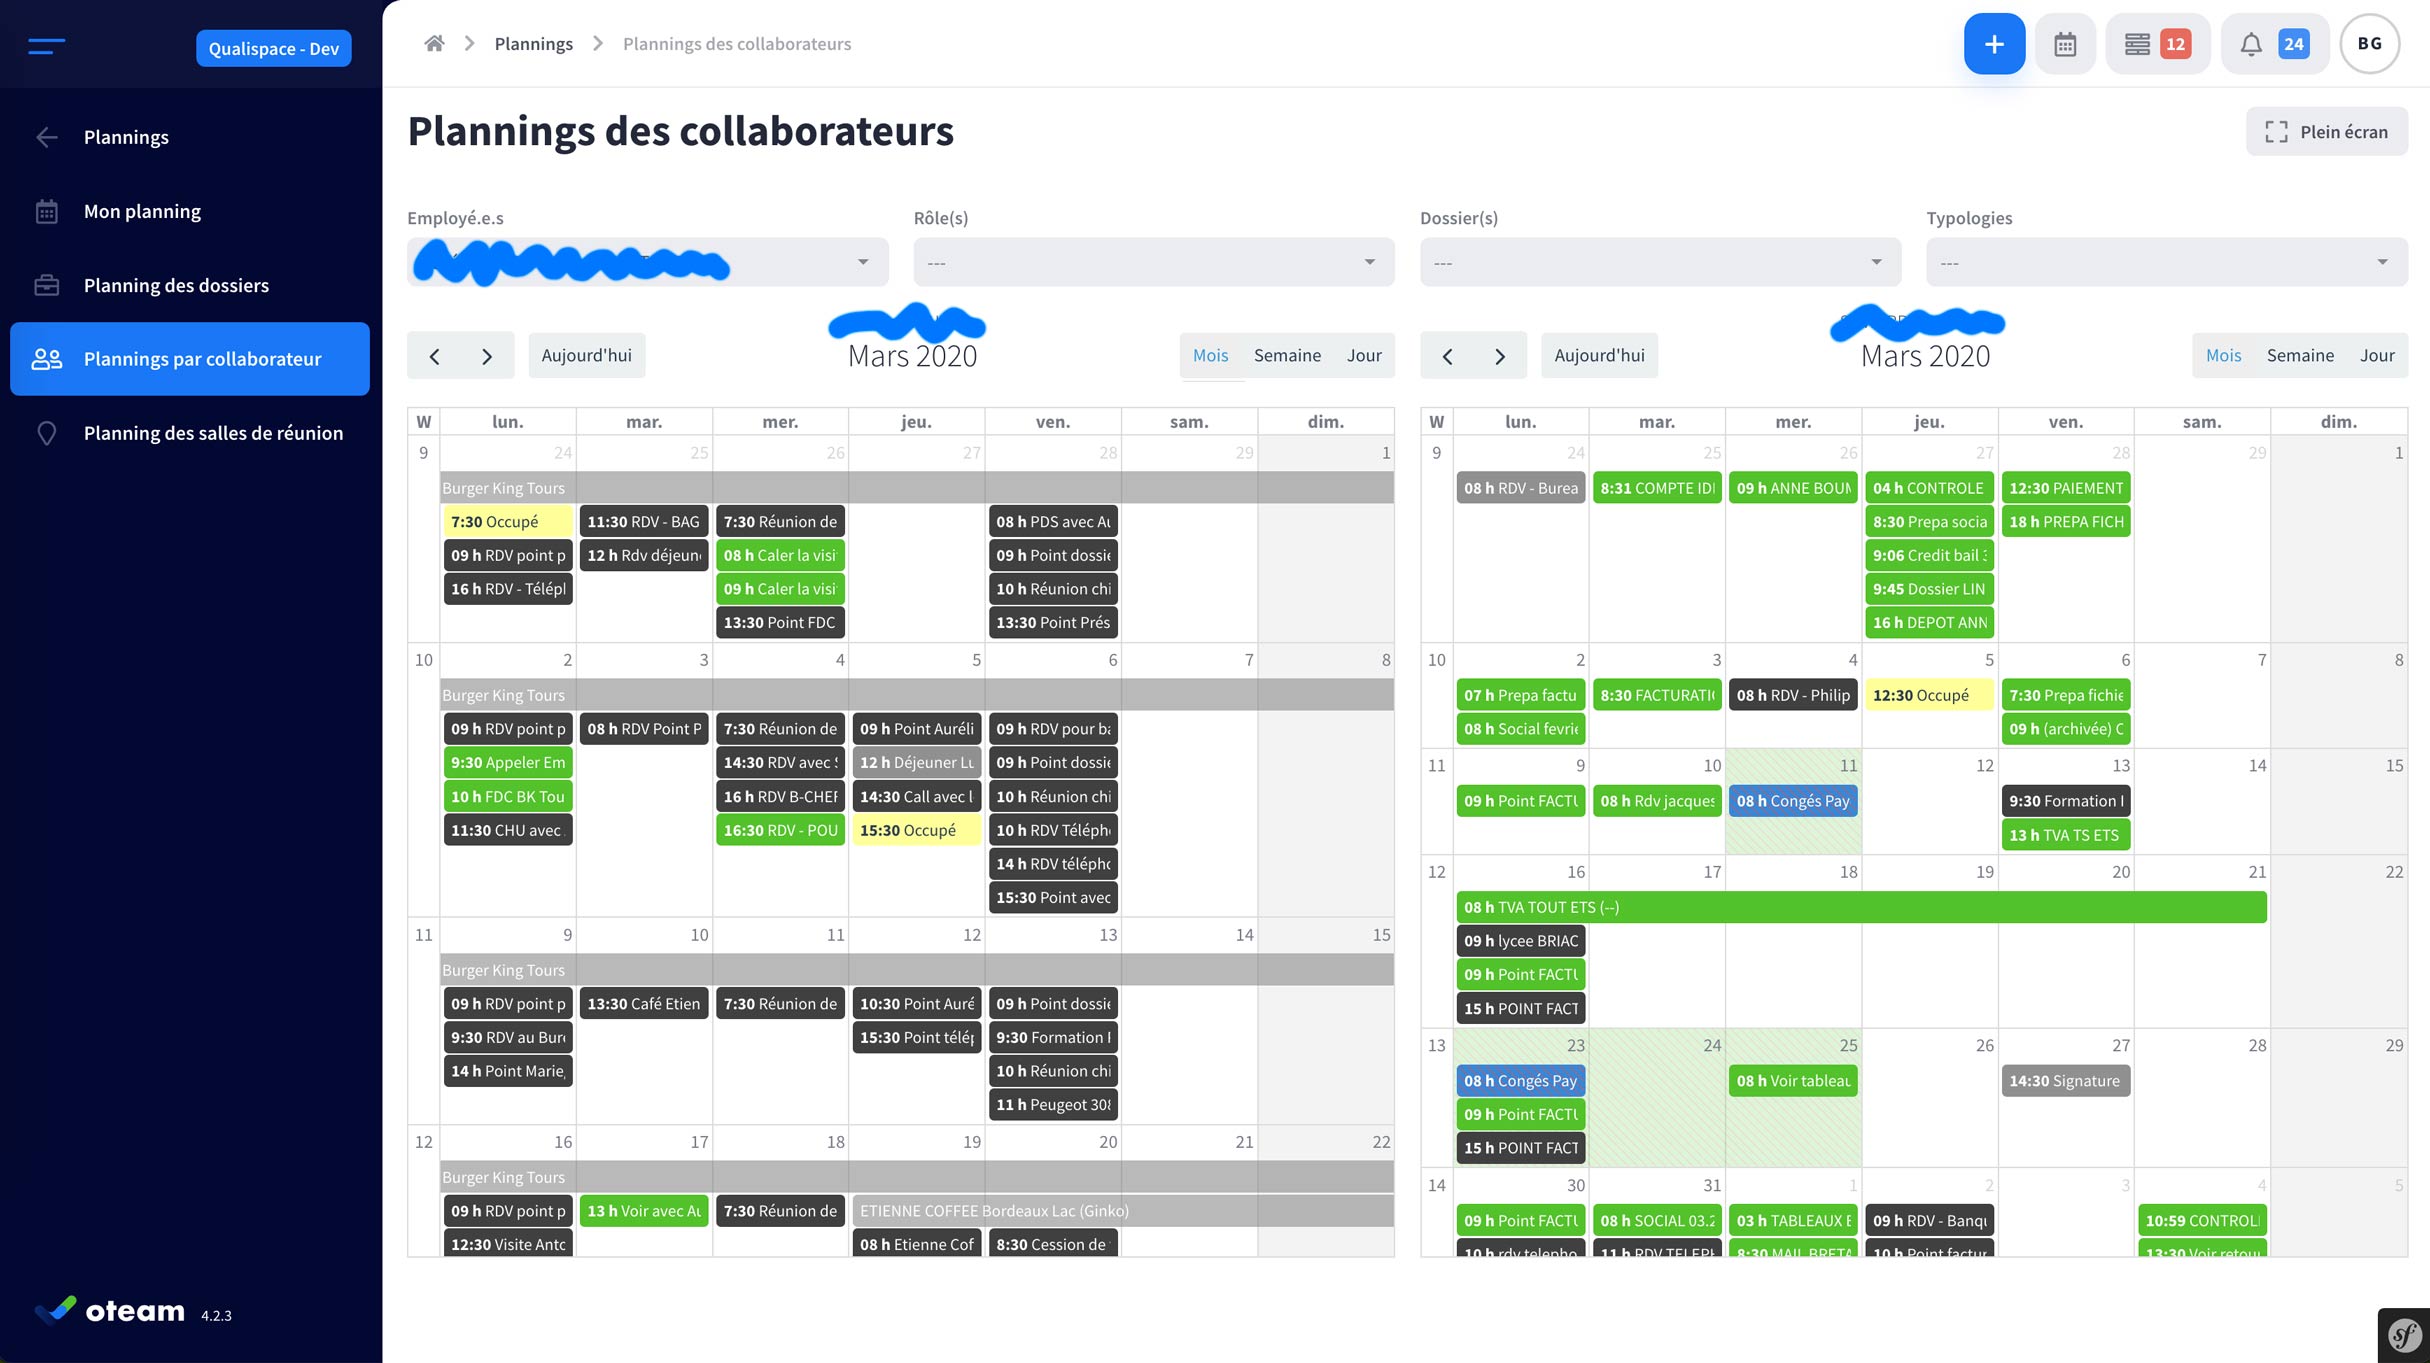 Qualispace - Dev
Plannings
Mon planning
Planning des dossiers
Plannings par collaborateur
Planning des salles de réunion
oteam 4.2.3
Plannings Plannings des collaborateurs
12
24
BG
Plannings des collaborateurs
Plein écran
Employé.e.s Rôle(s) Dossier(s) Typologies
--- --- ---
Aujourd'hui
Mars 2020
Mois Semaine Jour
W lun. mar. mer. jeu. ven. sam. dim.
9 24 25 26 27 28 29 1
Burger King Tours
7:30 Occupé 11:30 RDV - BAG 7:30 Réunion de 08 h PDS avec
09 h RDV point p 12 h Rdv déjeun 08 h Caler la visi 09 h Point dossie
16 h RDV - Télépl 09 h Caler la visi 10 h Réunion chi
13:30 Point FDC 13:30 Point Prés
10 2 3 4 5 6 7 8
Burger King Tours
09 h RDV point p 08 h RDV Point P 7:30 Réunion de 09 h Point Auréli 09 h RDV pour ba
9:30 Appeler Em 14:30 RDV avec 12 h Déjeuner Lu 09 h Point dossie
10 h FDC BK Tou 16 h RDV B-CHEF 14:30 Call avec l 10 h Réunion chi
11:30 CHU avec 16:30 RDV - POU 15:30 Occupé 10 h RDV Téléph
14 h RDV télépho
15:30 Point avec
11 9 10 11 12 13 14 15
Burger King Tours
09 h RDV point p 13:30 Café Etien 7:30 Réunion de 10:30 Point Auré 09 h Point dossie
9:30 RDV au Bur 15:30 Point télép 9:30 Formation
14 h Point Marie, 10 h Réunion chi
11 h Peugeot 308
12 16 17 18 19 20 21 22
Burger King Tours
09 h RDV point p 13 h Voir avec Au 7:30 Réunion de ETIENNE COFFEE Bordeaux Lac (Ginko)
12:30 Visite Anto 08 h Etienne Cof 8:30 Cession de
Aujourd'hui
Mars 2020
Mois Semaine Jour
W lun. mar. mer. jeu. ven. sam. dim.
9 24 25 26 27 28 29 1
08 h RDV - Burea 8:31 COMPTE IDI 09 h ANNE BOUM 04 h CONTROLE 12:30 PAIEMENT
8:30 Prepa socia 18 h PREPA FICH
9:06 Credit bail
9:45 Dossier LIN
16 h DEPOT ANN
10 2 3 4 5 6 7 8
07 h Prepa factu 8:30 FACTURATI 08 h RDV - Philip 12:30 Occupé 7:30 Prepa fichie
08 h Social fevrie 09 h (archivée) C
11 9 10 11 12 13 14 15
09 h Point FACTU 08 h Rdv jacques 08 h Congés Pay 9:30 Formation
13 h TVA TS ETS
12 16 17 18 19 20 21 22
08 h TVA TOUT ETS (--)
09 h lycee BRIAC
09 h Point FACTU
15 h POINT FACT
13 23 24 25 26 27 28 29
08 h Congés Pay 08 h Voir tableau 14:30 Signature
09 h Point FACTU
15 h POINT FACT
14 30 31 1 2 3 4 5
09 h Point FACTU 08 h SOCIAL 03.2 03 h TABLEAUX 09 h RDV - Banqu 10:59 CONTROL
10 h rdv telepho 11 h RDV TELEPH 8:30 MAIL BRETA 10 h Point factur 13:30 Voir retou
sf